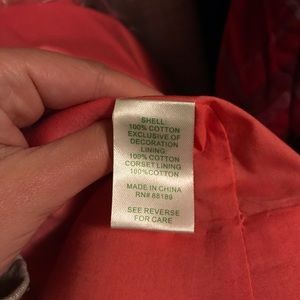 SHELL:
100% COTTON
EXCLUSIVE OF
DECORATION
LINING
100% COTTON
CORSET LINING
100%COTTON
MADE IN CHINA
RN# 88189
SEE REVERSE
FOR CARE